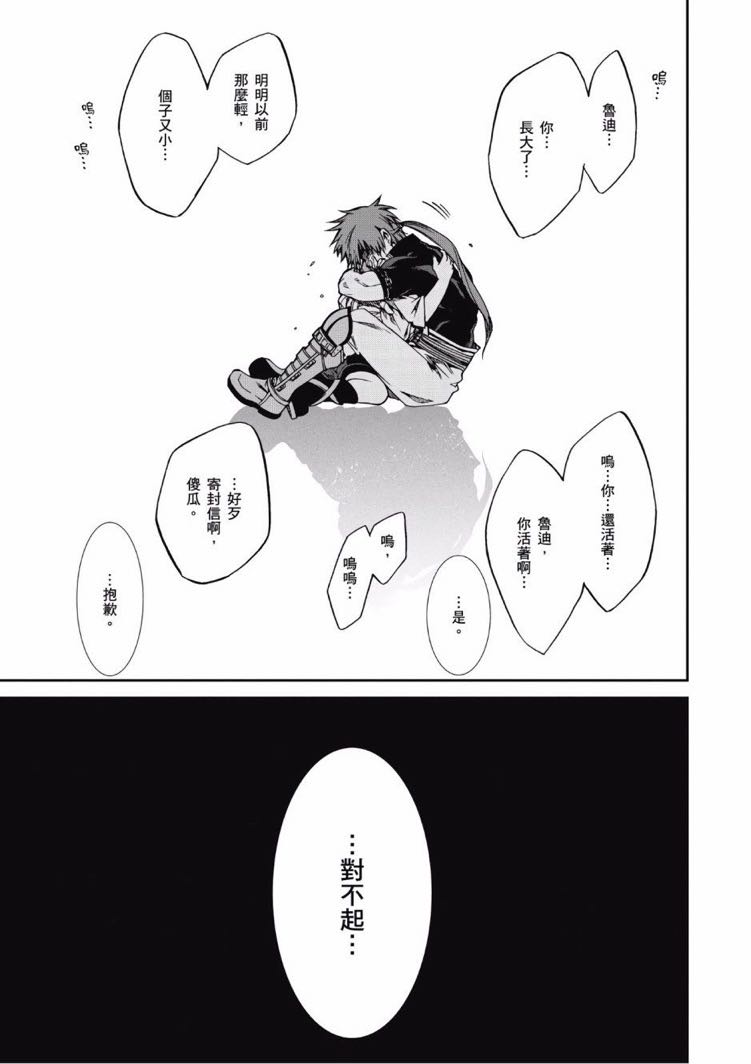 嗚…
魯迪…
你…
長大了…
明明以前
那麼輕，
個子又小…
嗚…
嗚…
嗚…你…還活著…
魯迪，
你活著啊…
…是。
嗚，
嗚嗚…
…好歹
寄封信啊，
傻瓜。
…抱歉。
…對不起…